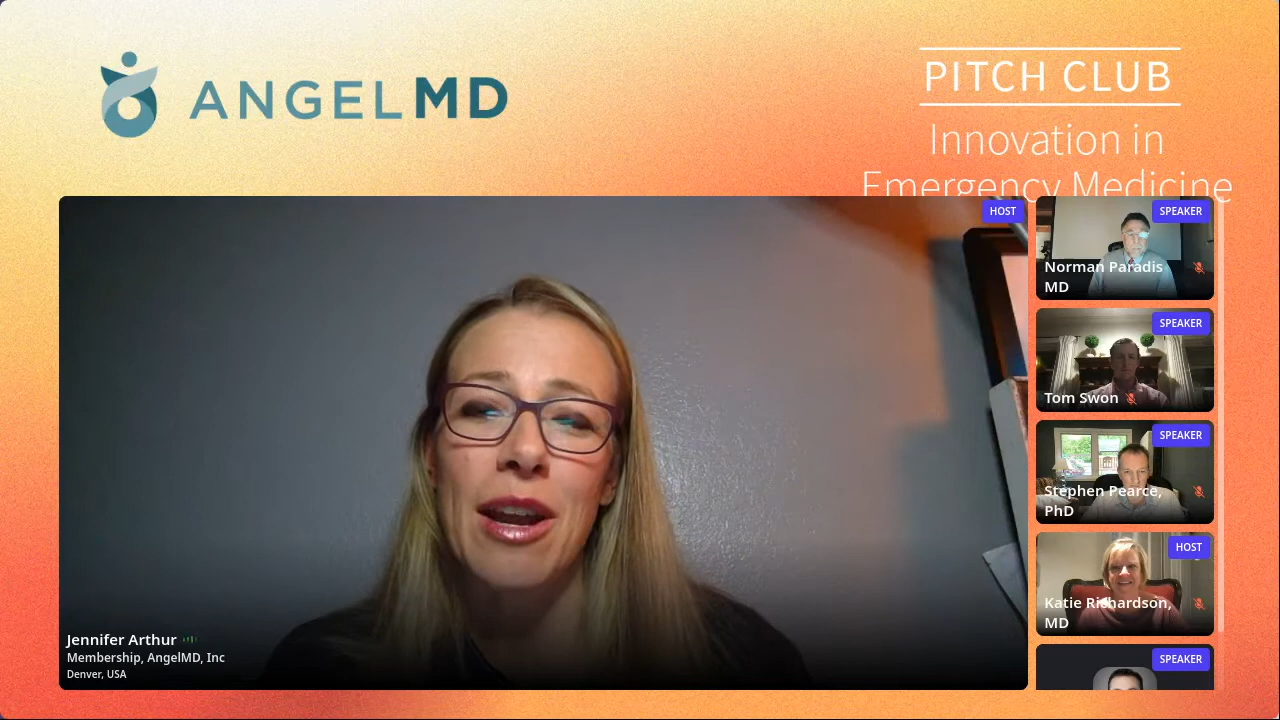 ANGELMD
PITCH CLUB
Innovation in
Emergency Medicine
HOST
SPEAKER
Norman Paradis
MD
SPEAKER
Tom Swon
SPEAKER
Stephen Pearce,
PhD
HOST
Katie Richardson,
MD
SPEAKER
Jennifer Arthur
Membership, AngelMD, Inc
Denver, USA